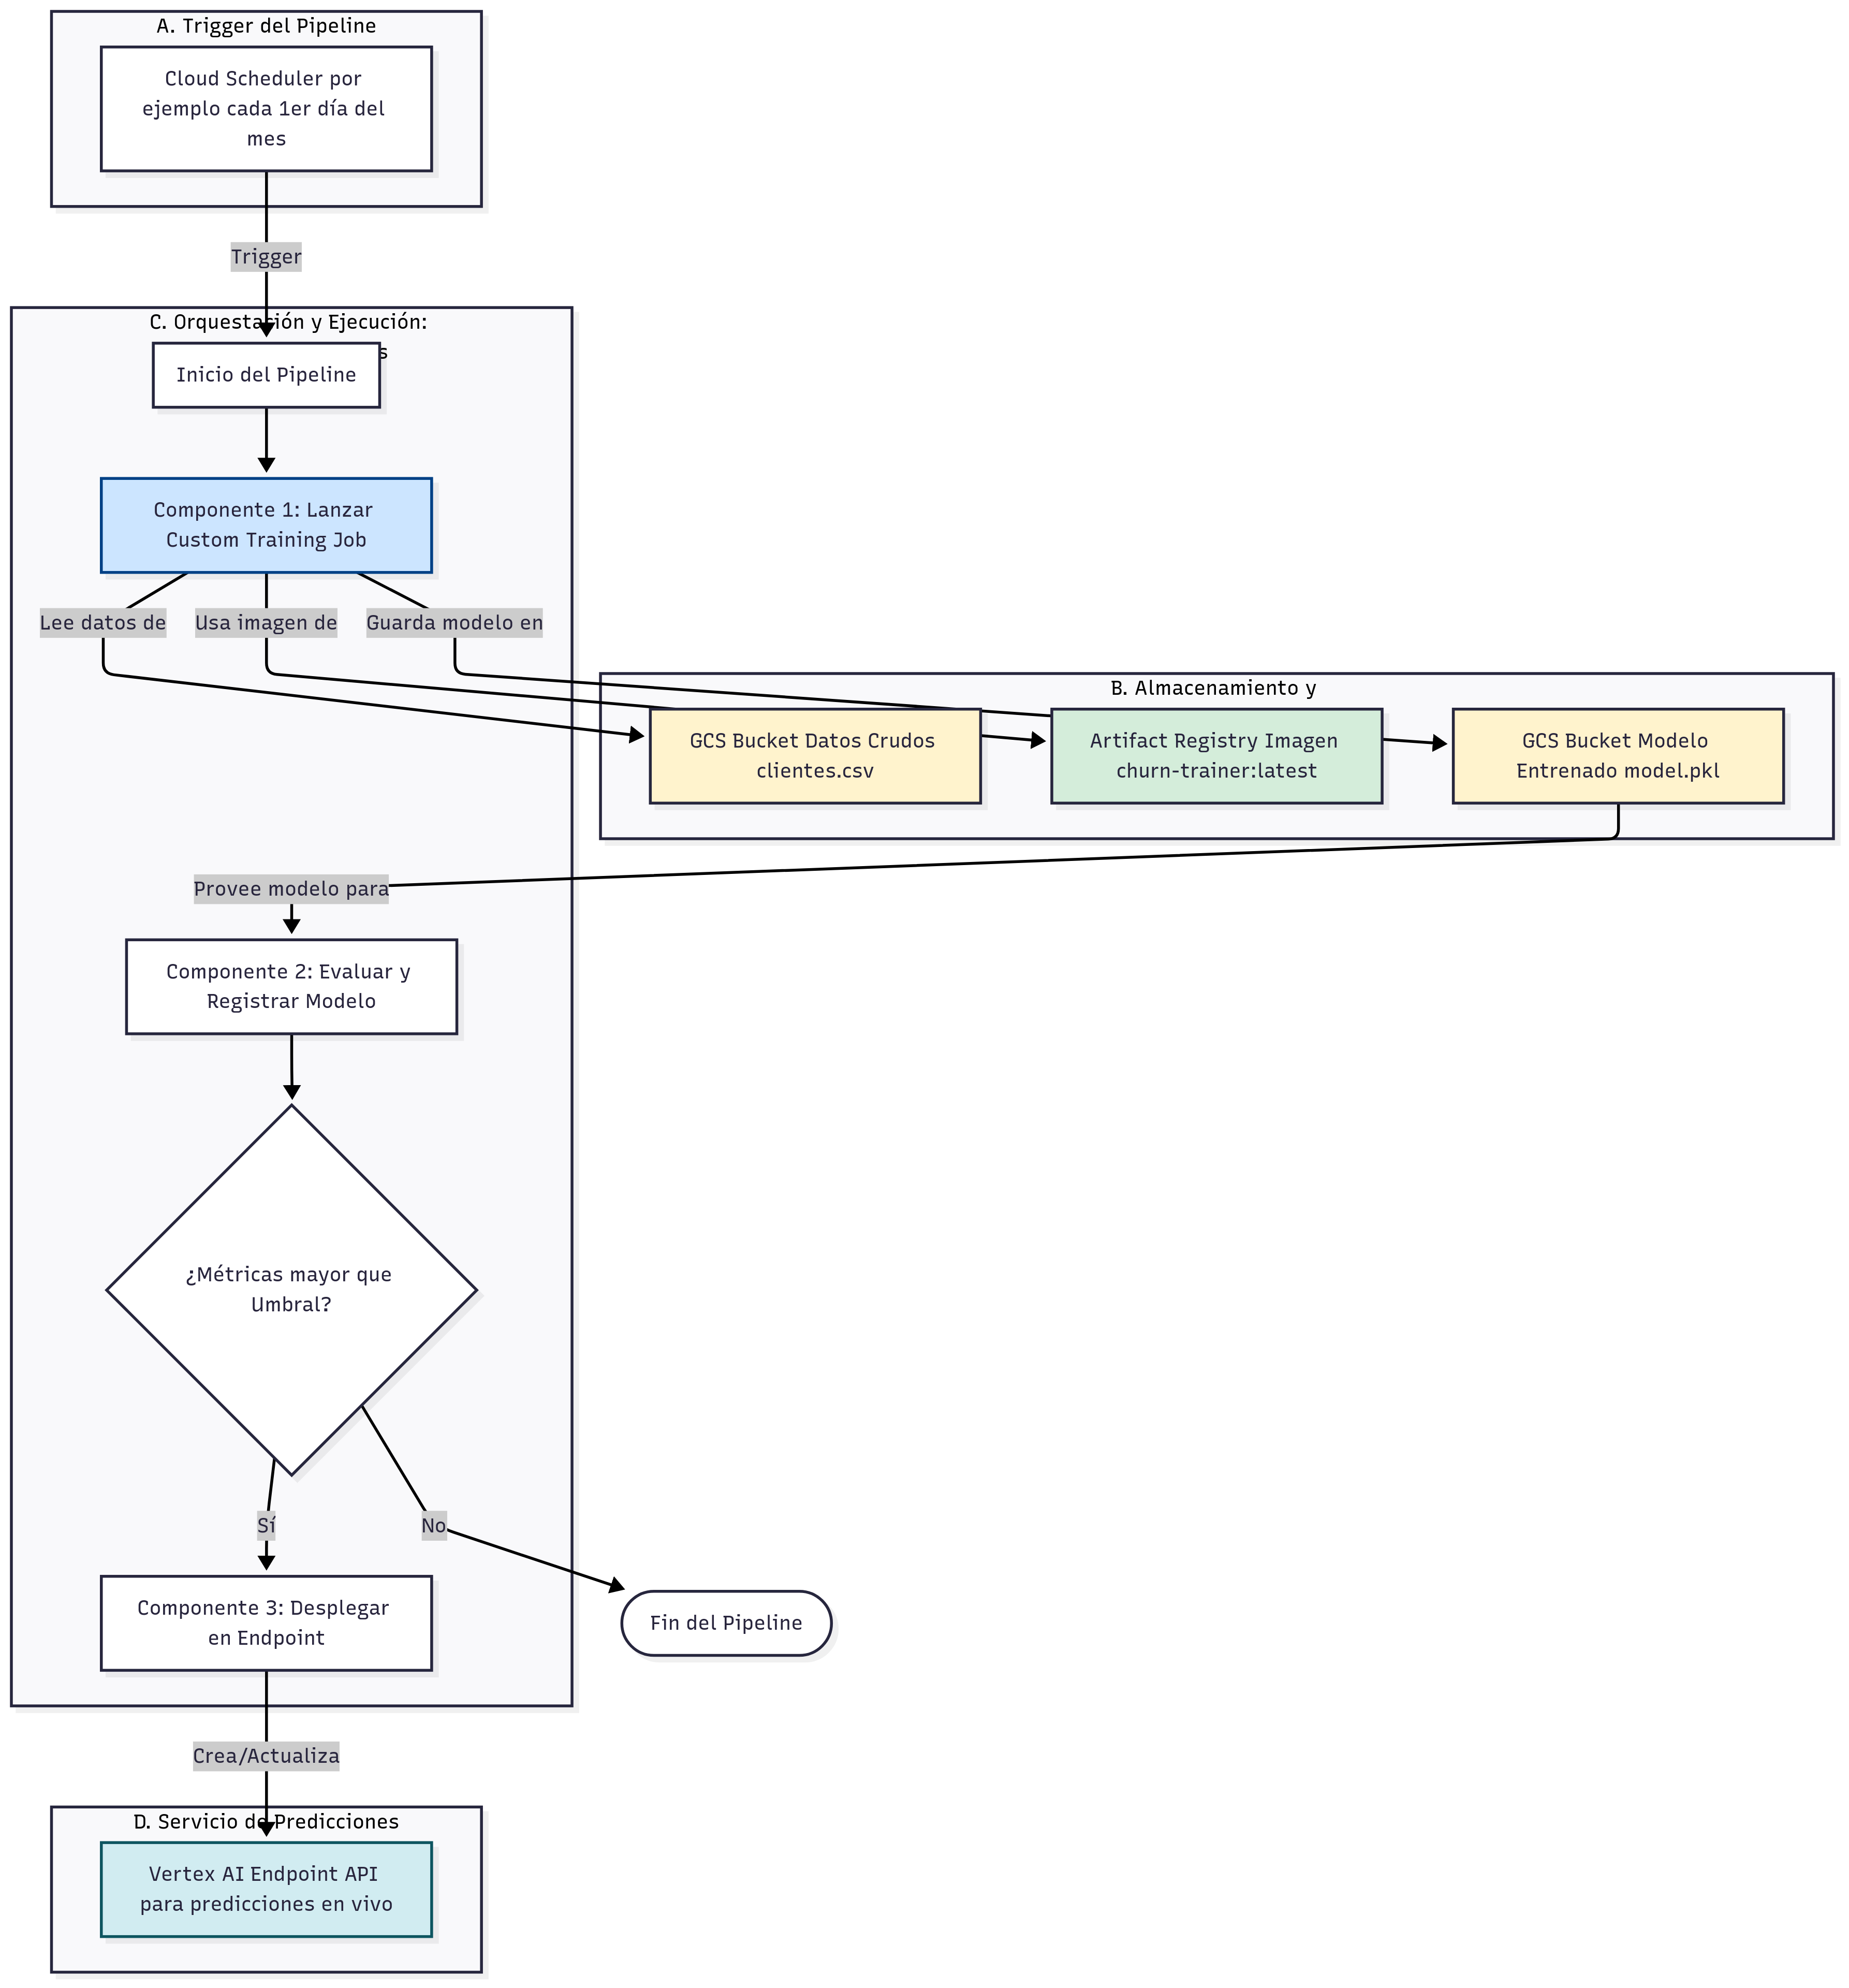 A. Trigger del Pipeline
Cloud Scheduler por
ejemplo cada 1er día del
mes
Trigger
C. Orquestación y Ejecución:
Inicio del Pipeline
Componente 1: Lanzar
Custom Training Job
Lee datos de
Usa imagen de
Guarda modelo en
B. Almacenamiento y
GCS Bucket Datos Crudos
clientes.csv
Artifact Registry Imagen
churn-trainer:latest
GCS Bucket Modelo
Entrenado model.pkl
Provee modelo para
Componente 2: Evaluar y
Registrar Modelo
¿Métricas mayor que
Umbral?
Sí
No
Componente 3: Desplegar
en Endpoint
Fin del Pipeline
Crea/Actualiza
D. Servicio de Predicciones
Vertex AI Endpoint API
para predicciones en vivo